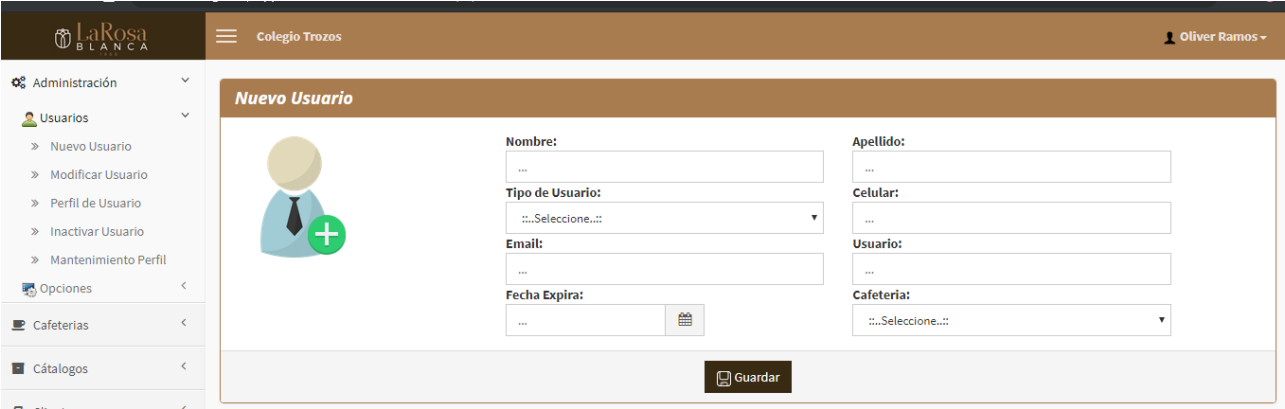 LaRosa
BLANCA
Colegio Trozos
Oliver Ramos
Administración
Usuarios
Nuevo Usuario
Modificar Usuario
Perfil de Usuario
Inactivar Usuario
Mantenimiento Perfil
Opciones
Cafeterias
Cátalogos
Nuevo Usuario
Nombre:
...
Apellido:
...
Tipo de Usuario:
::..Seleccione..::
Celular:
...
Email:
...
Usuario:
...
Fecha Expira:
...
Cafeteria:
::..Seleccione..::
Guardar